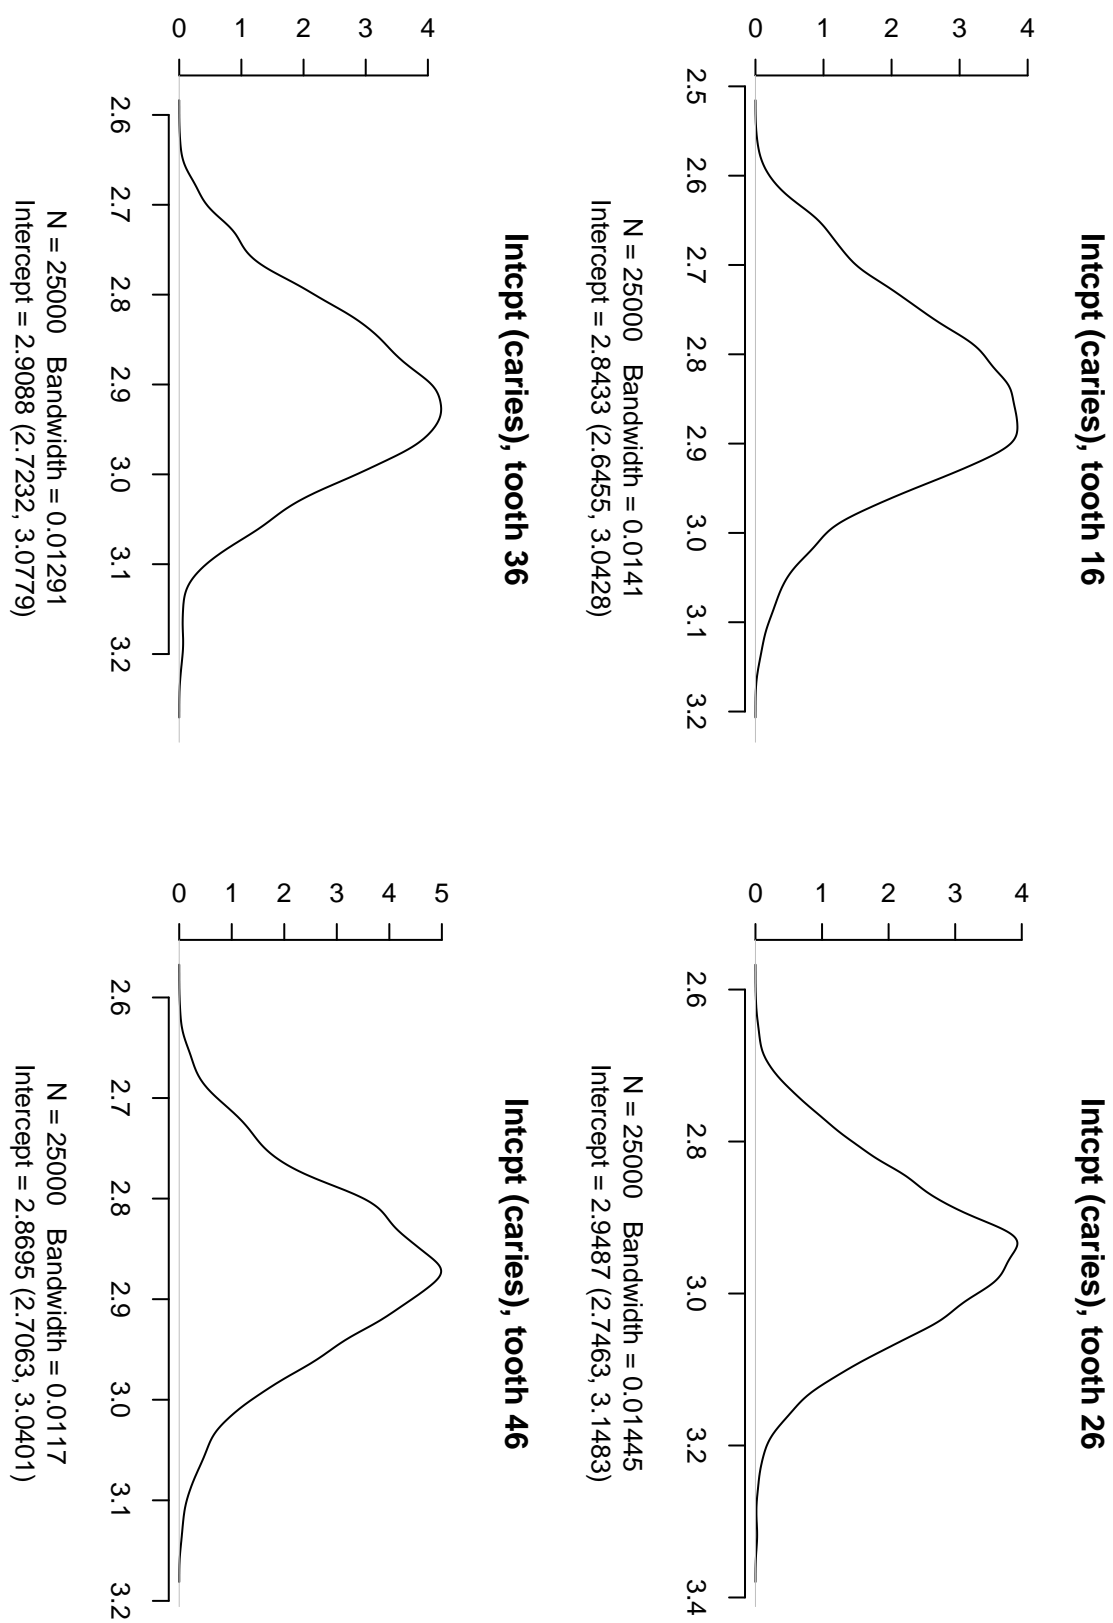 Intcpt (caries), tooth 16
0 1 2 3 4
2.5 2.6 2.7 2.8 2.9 3.0 3.1 3.2
N = 25000 Bandwidth = 0.0141
Intercept = 2.8433 (2.6455, 3.0428)
Intcpt (caries), tooth 26
0 1 2 3 4
2.6 2.8 3.0 3.2 3.4
N = 25000 Bandwidth = 0.01445
Intercept = 2.9487 (2.7463, 3.1483)
Intcpt (caries), tooth 36
0 1 2 3 4
2.6 2.7 2.8 2.9 3.0 3.1 3.2
N = 25000 Bandwidth = 0.01291
Intercept = 2.9088 (2.7232, 3.0779)
Intcpt (caries), tooth 46
0 1 2 3 4 5
2.6 2.7 2.8 2.9 3.0 3.1 3.2
N = 25000 Bandwidth = 0.0117
Intercept = 2.8695 (2.7063, 3.0401)